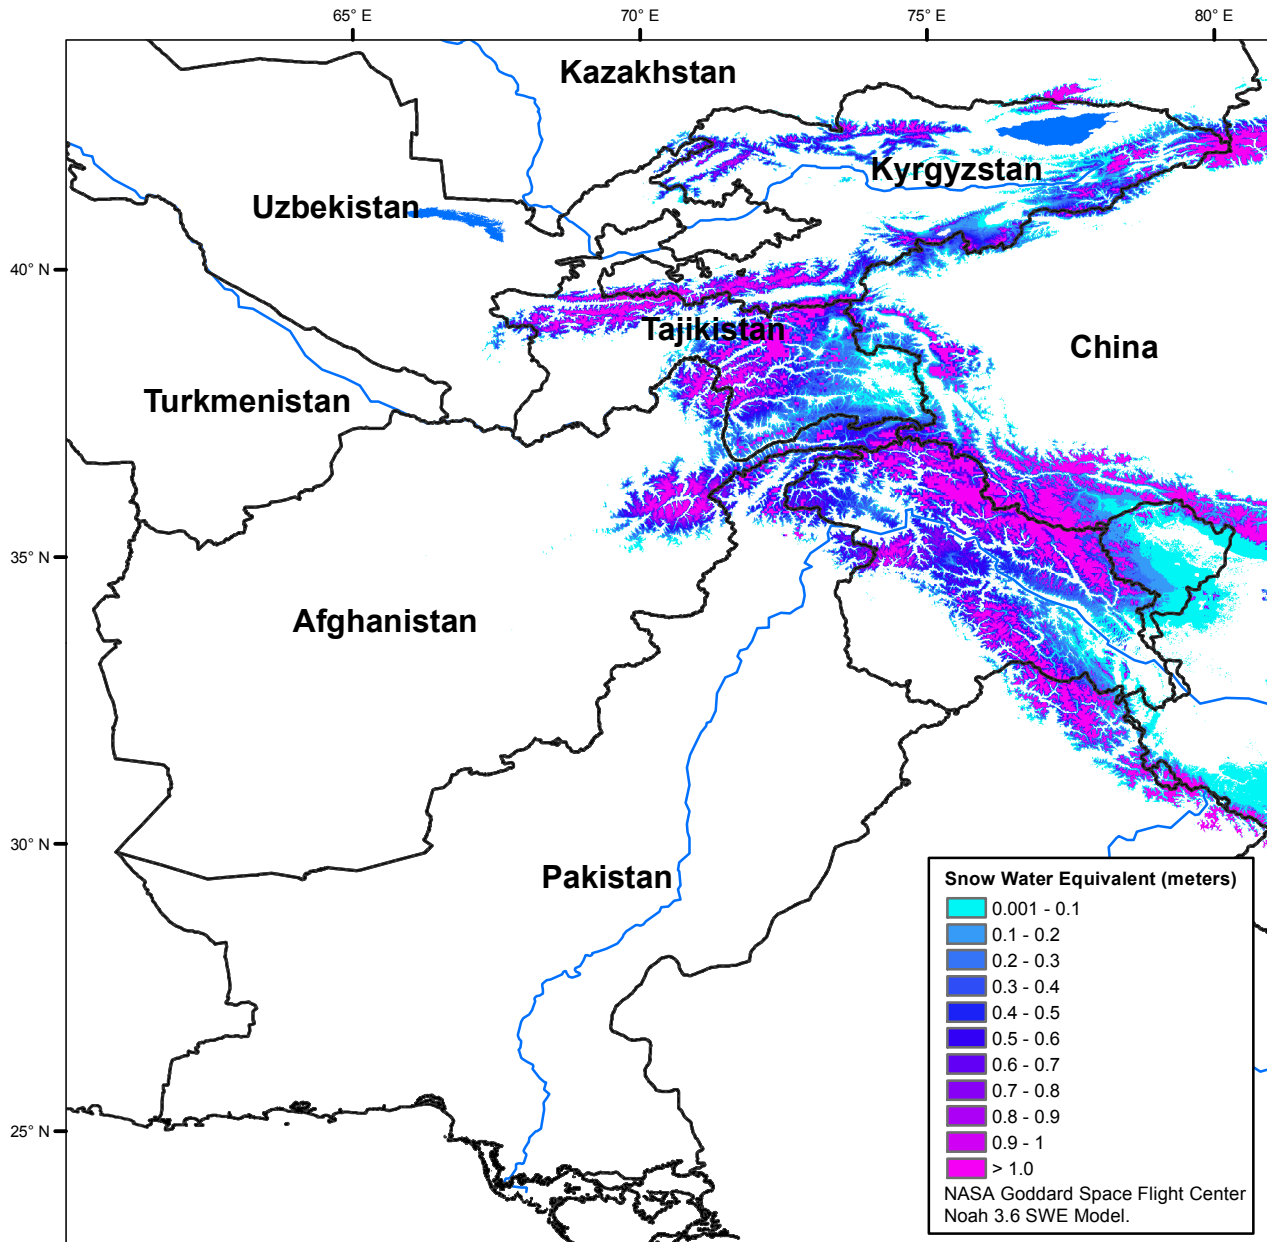 65° E
70° E
75° E
80° E
Kazakhstan
Kyrgyzstan
Uzbekistan
40° N
Tajikistan
China
Turkmenistan
35° N
Afghanistan
30° N
Pakistan
25° N
Snow Water Equivalent (meters)
0.001 - 0.1
0.1 - 0.2
0.2 - 0.3
0.3 - 0.4
0.4 - 0.5
0.5 - 0.6
0.6 - 0.7
0.7 - 0.8
0.8 - 0.9
0.9 - 1
> 1.0
NASA Goddard Space Flight Center
Noah 3.6 SWE Model.